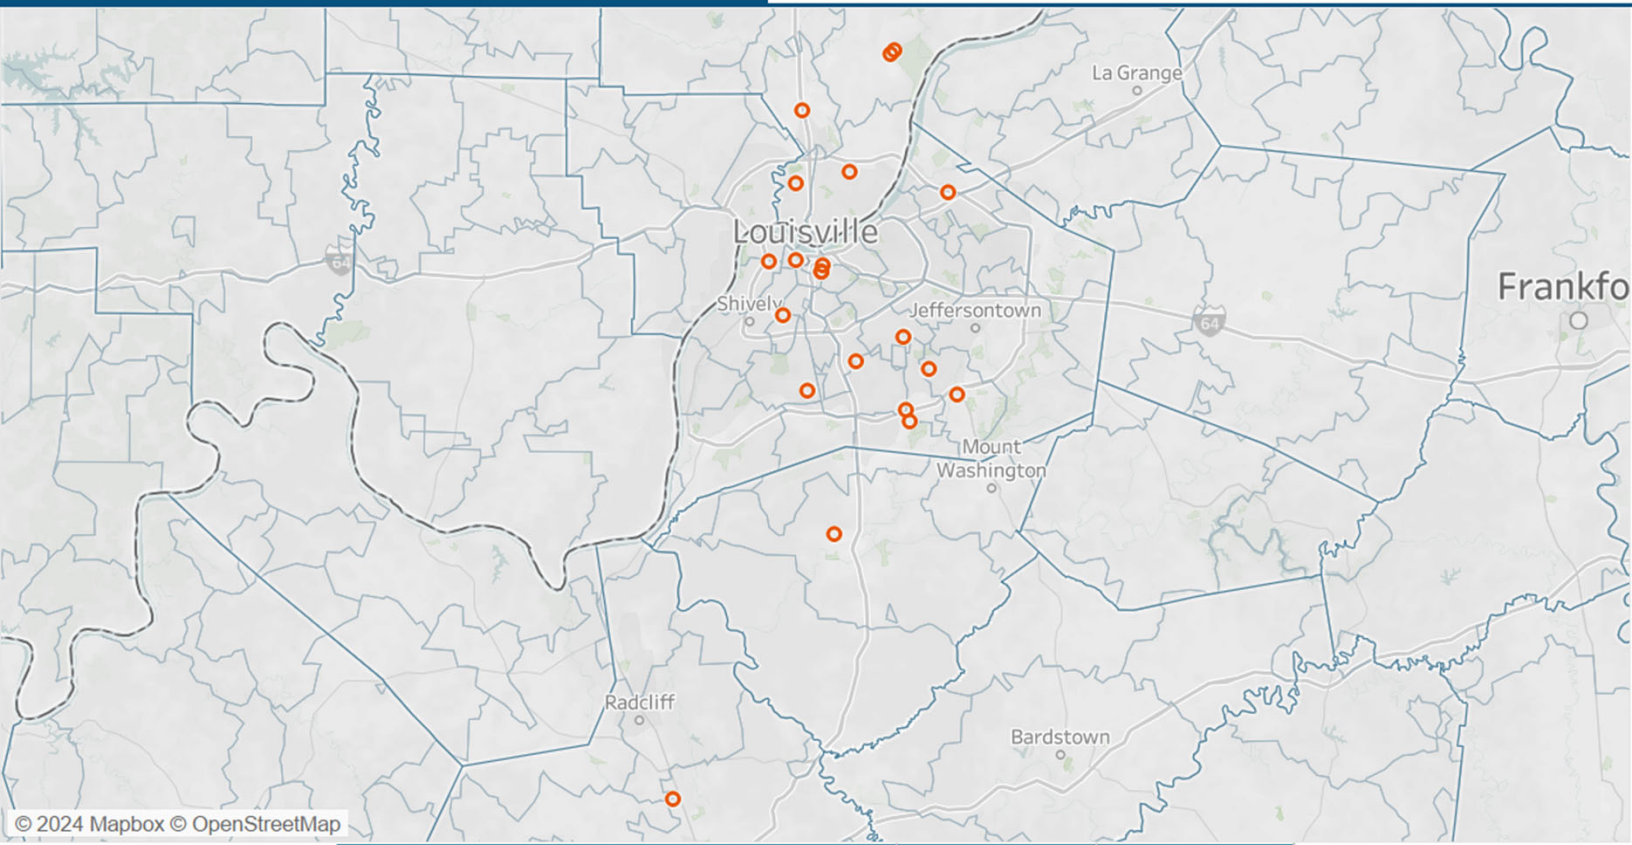 La Grange
Louisville
64
Shively
Jeffersontown
Frankfo
64
Mount
Washington
Radcliff
Bardstown
© 2024 Mapbox © OpenStreetMap